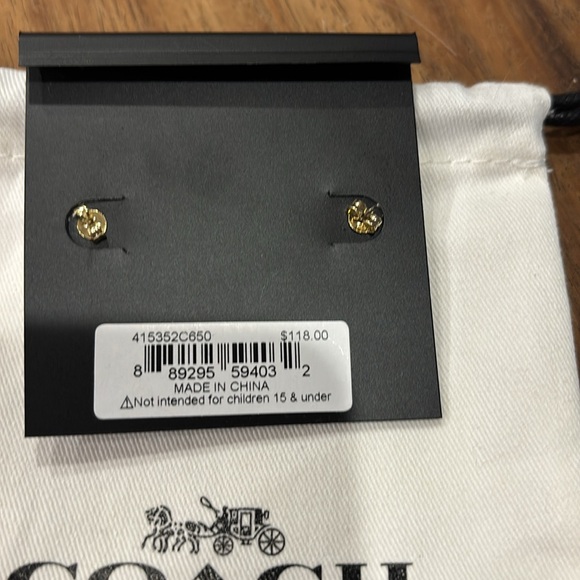 415352C650 $118.00
8 89295 59403 2
MADE IN CHINA
⚠Not intended for children 15 & under
COACH